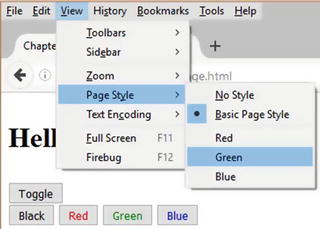 File Edit View History Bookmarks Tools Help
Chapte
Toolbars
Sidebar
Zoom
Page Style
Text Encoding
Full Screen F11
Firebug F12
ge.html
No Style
Basic Page Style
Red
Green
Blue
Hell
Toggle
Black Red Green Blue